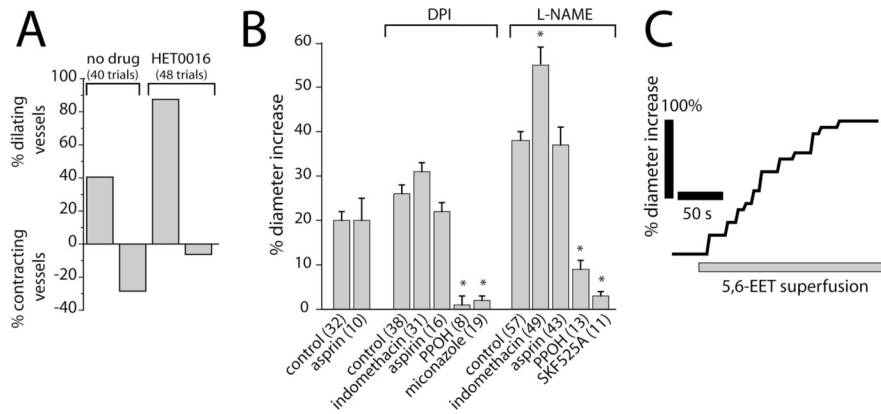 A
no drug
(40 trials)
HET0016
(48 trials)
% dilating
vessels
% contracting
vessels
100
80
60
40
20
0
-20
-40
B
DPI
L-NAME
% diameter increase
60
50
40
30
20
10
0
*
*
*
*
*
control (32)
asprin (10)
control (38)
indomethacin (31)
aspirin (16)
PPOH (8)
miconazole (19)
control (57)
indomethacin (49)
asprin (43)
PPOH (13)
SKF525A (11)
C
% diameter increase
100%
50 s
5,6-EET superfusion